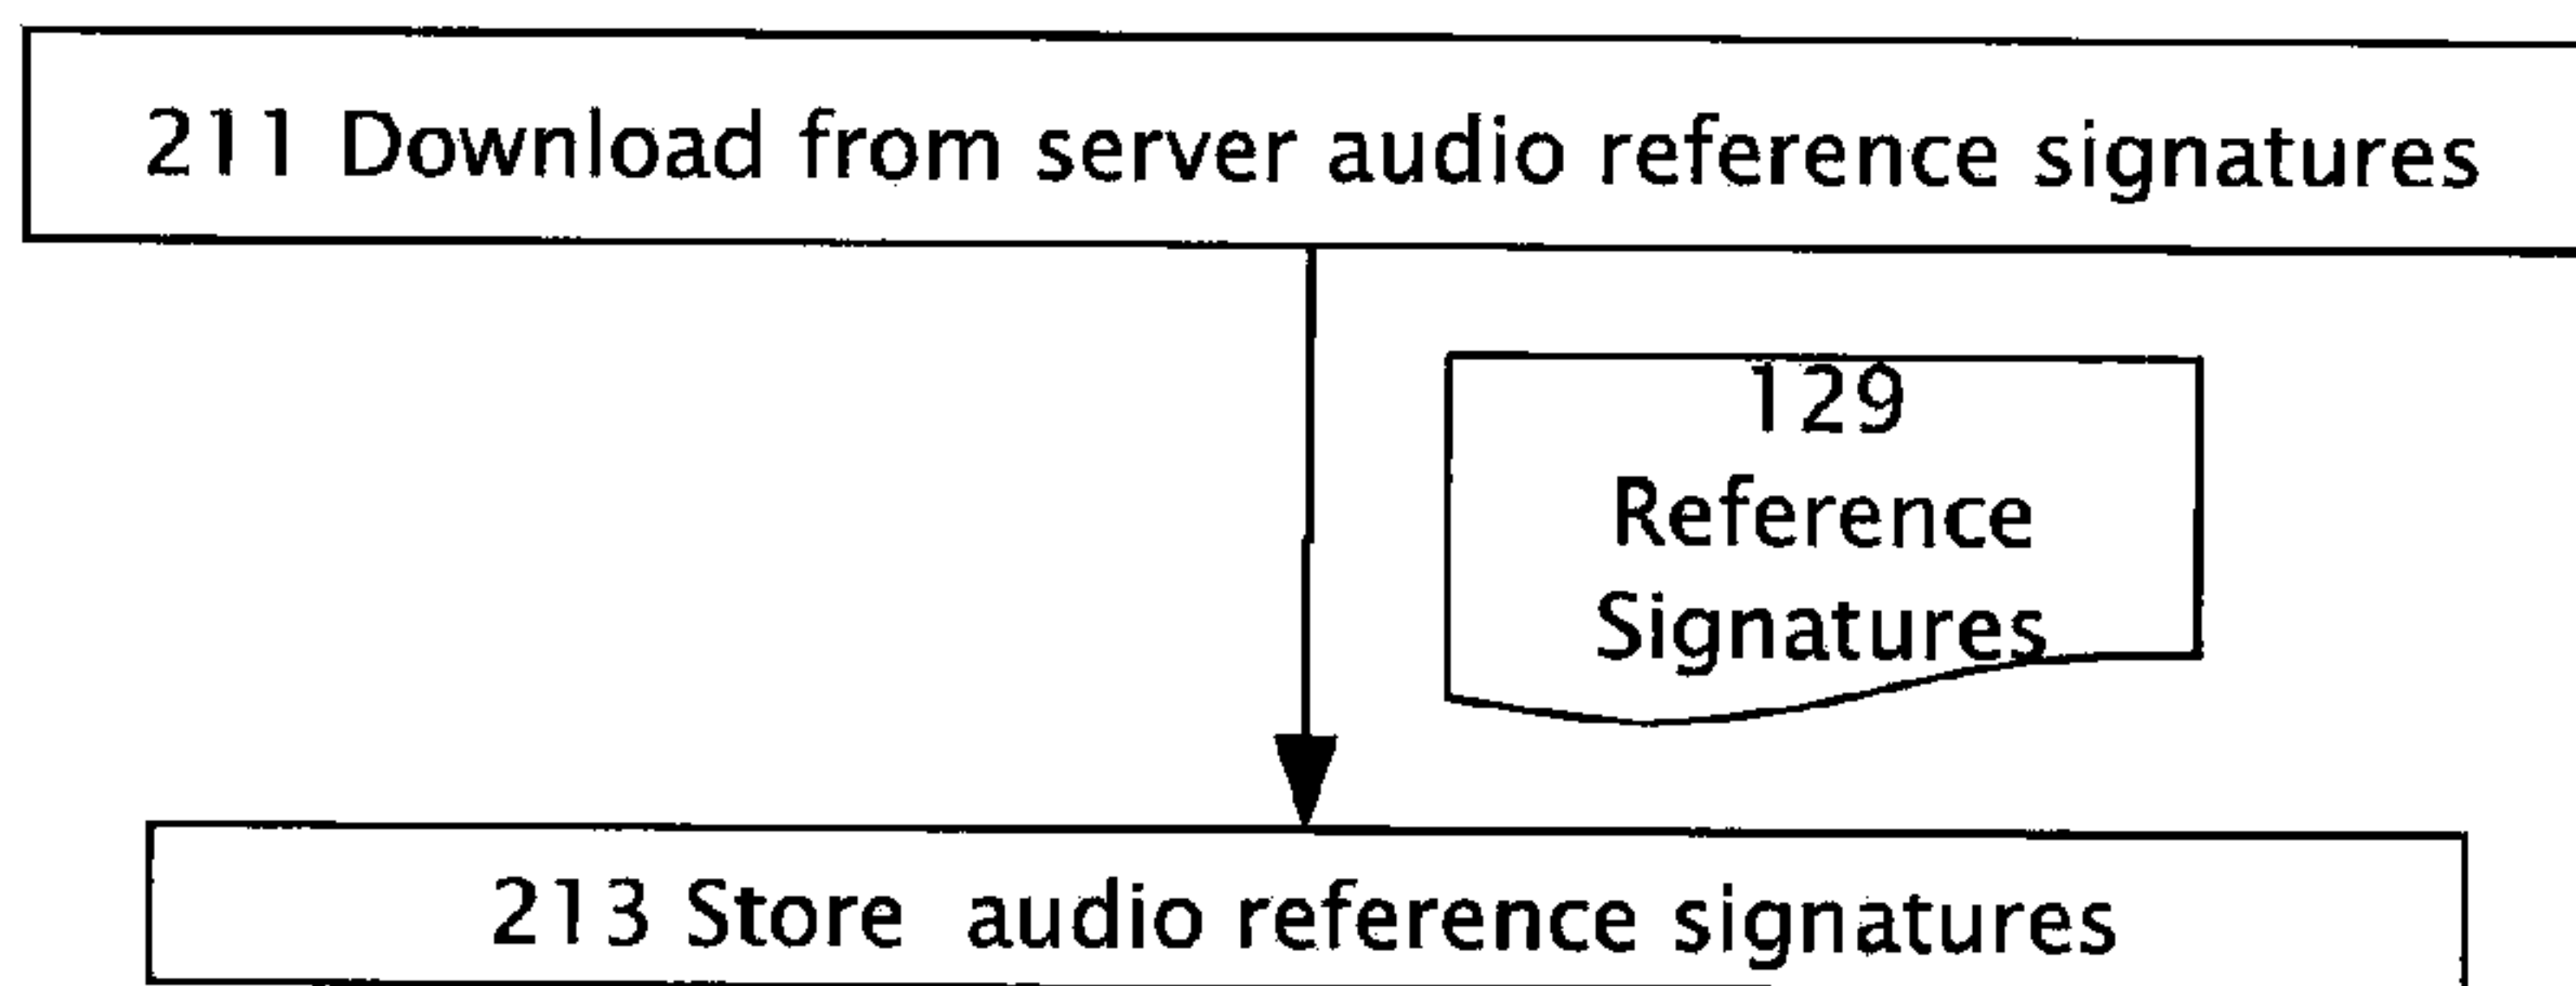 211 Download from server audio reference signatures
129
Reference
Signatures
213 Store audio reference signatures